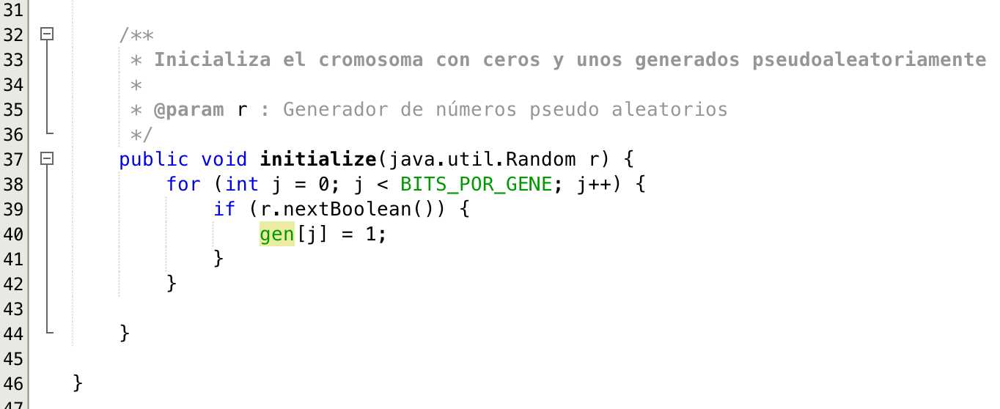 31
32 /**
33 * Inicializa el cromosoma con ceros y unos generados pseudoaleatoriamente
34 *
35 * @param r : Generador de números pseudo aleatorios
36 */
37 public void initialize(java.util.Random r) {
38 for (int j = 0; j < BITS_POR_GENE; j++) {
39 if (r.nextBoolean()) {
40 gen[j] = 1;
41 }
42 }
43
44 }
45
46 }
47